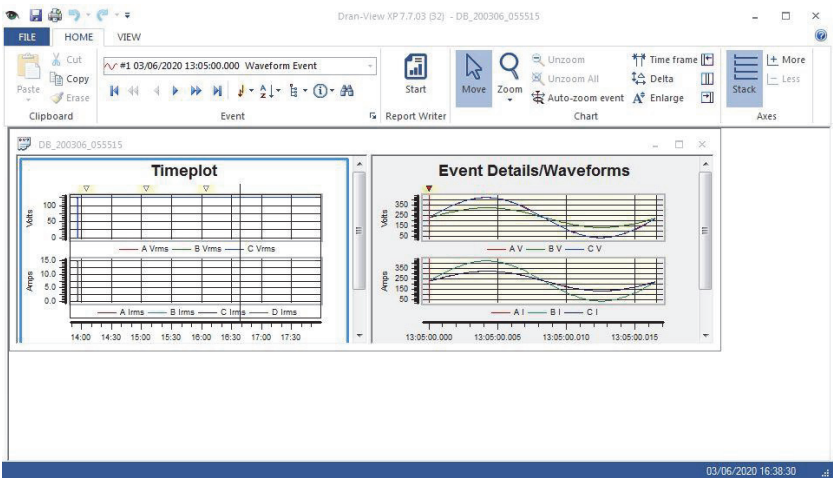 Dran-View XP 7.7.03 (32) - DB_200306_055515
FILE HOME VIEW
Paste
Cut
Copy
Erase
Clipboard
#1 03/06/2020 13:05:00.000 Waveform Event
Event
Start
Report Writer
Move
Zoom
Unzoom
Unzoom All
Auto-zoom event
Time frame
Delta
Enlarge
Chart
Stack
More
Less
Axes
DB_200306_055515
Timeplot
Volts
100
50
0
A Vrms B Vrms C Vrms
Amps
15.0
10.0
5.0
0.0
A Irms B Irms C Irms D Irms
14:00 14:30 15:00 15:30 16:00 16:30 17:00 17:30
Event Details/Waveforms
Volts
350
250
150
50
A V B V C V
Amps
350
250
150
50
A I B I C I
13:05:00.000 13:05:00.005 13:05:00.010 13:05:00.015
03/06/2020 16:38:30